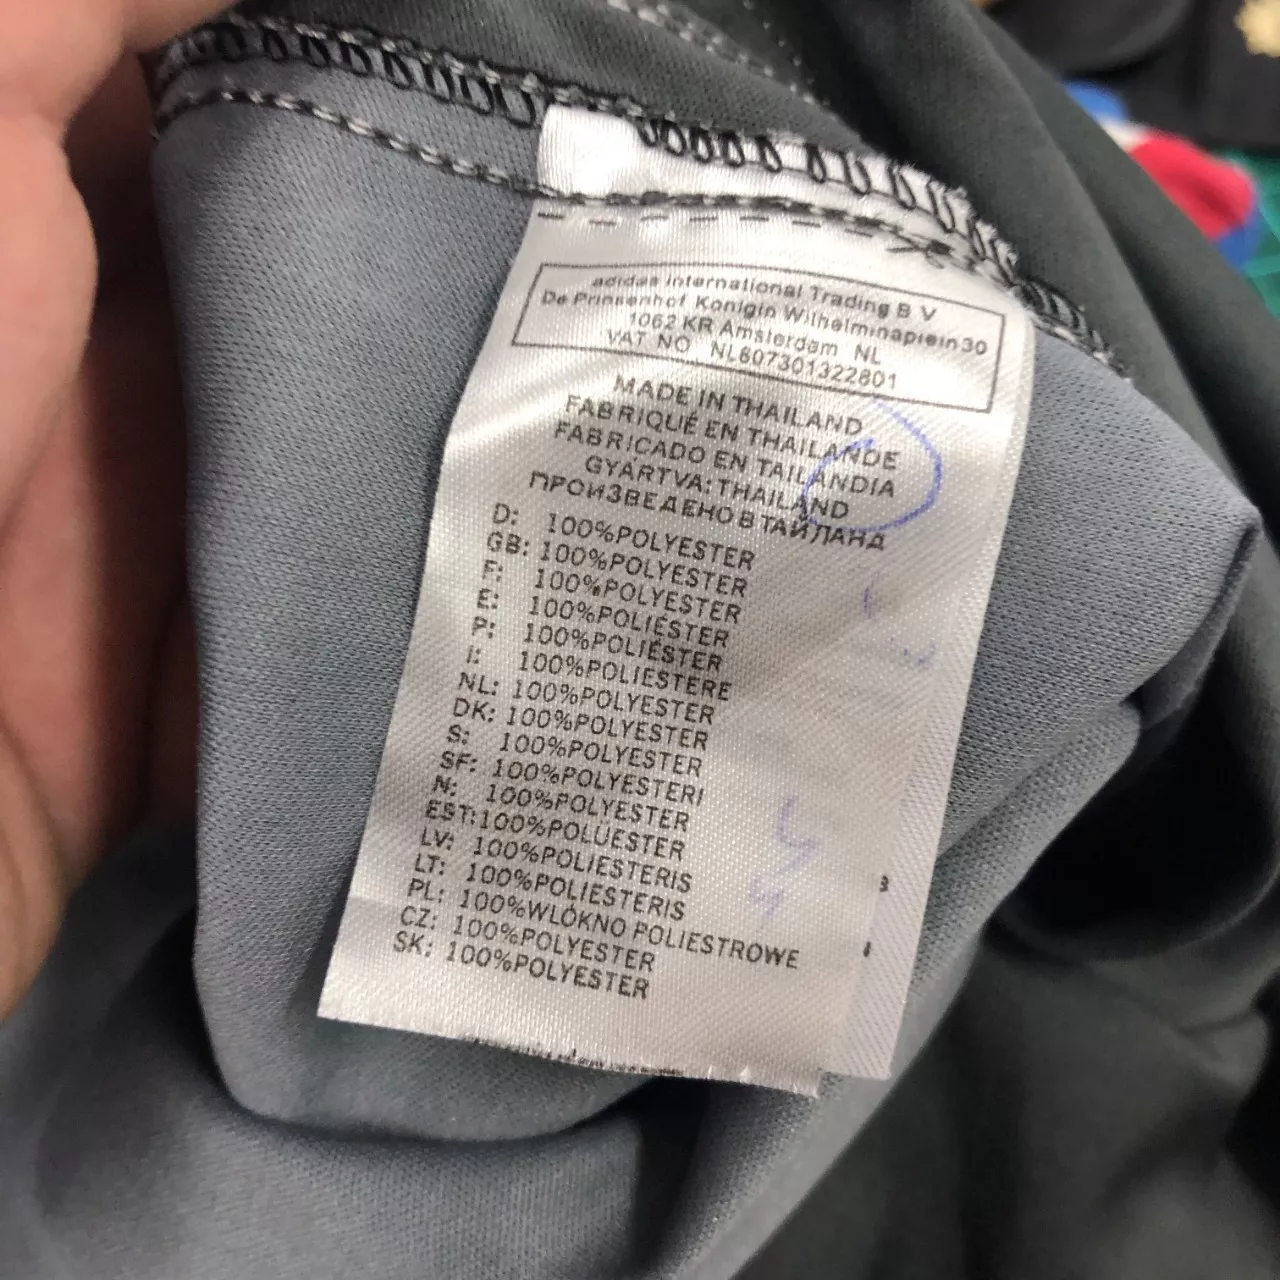 adidas International Trading B V
De Prinsenhof Konigin Wilhelminaplein 30
1062 KR Amsterdam NL
VAT NO NL807301322B01
MADE IN THAILAND
FABRIQUÉ EN THAILANDE
FABRICADO EN TAILANDIA
GYARTVA: THAILAND
ПРОИЗВЕДЕНО В ТАЙЛАНД
D: 100%POLYESTER
GB: 100%POLYESTER
F: 100%POLYESTER
E: 100%POLIÉSTER
P: 100%POLIÉSTER
I: 100%POLIESTERE
NL: 100%POLYESTER
DK: 100%POLYESTER
S: 100%POLYESTER
SF: 100%POLYESTERI
N: 100%POLYESTER
EST:100%POLUESTER
LV: 100%POLIESTERIS
LT: 100%POLIESTERIS
PL: 100%WLÓKNO POLIESTROWE
CZ: 100%POLYESTER
SK: 100%POLYESTER